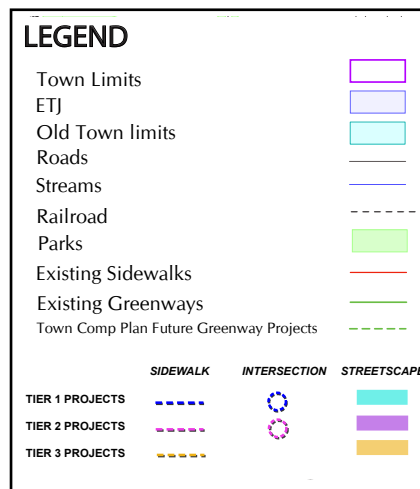 LEGEND
Town Limits
ETJ
Old Town limits
Roads
Streams
Railroad
Parks
Existing Sidewalks
Existing Greenways
Town Comp Plan Future Greenway Projects
SIDEWALK INTERSECTION STREETSCAPE
TIER 1 PROJECTS
TIER 2 PROJECTS
TIER 3 PROJECTS